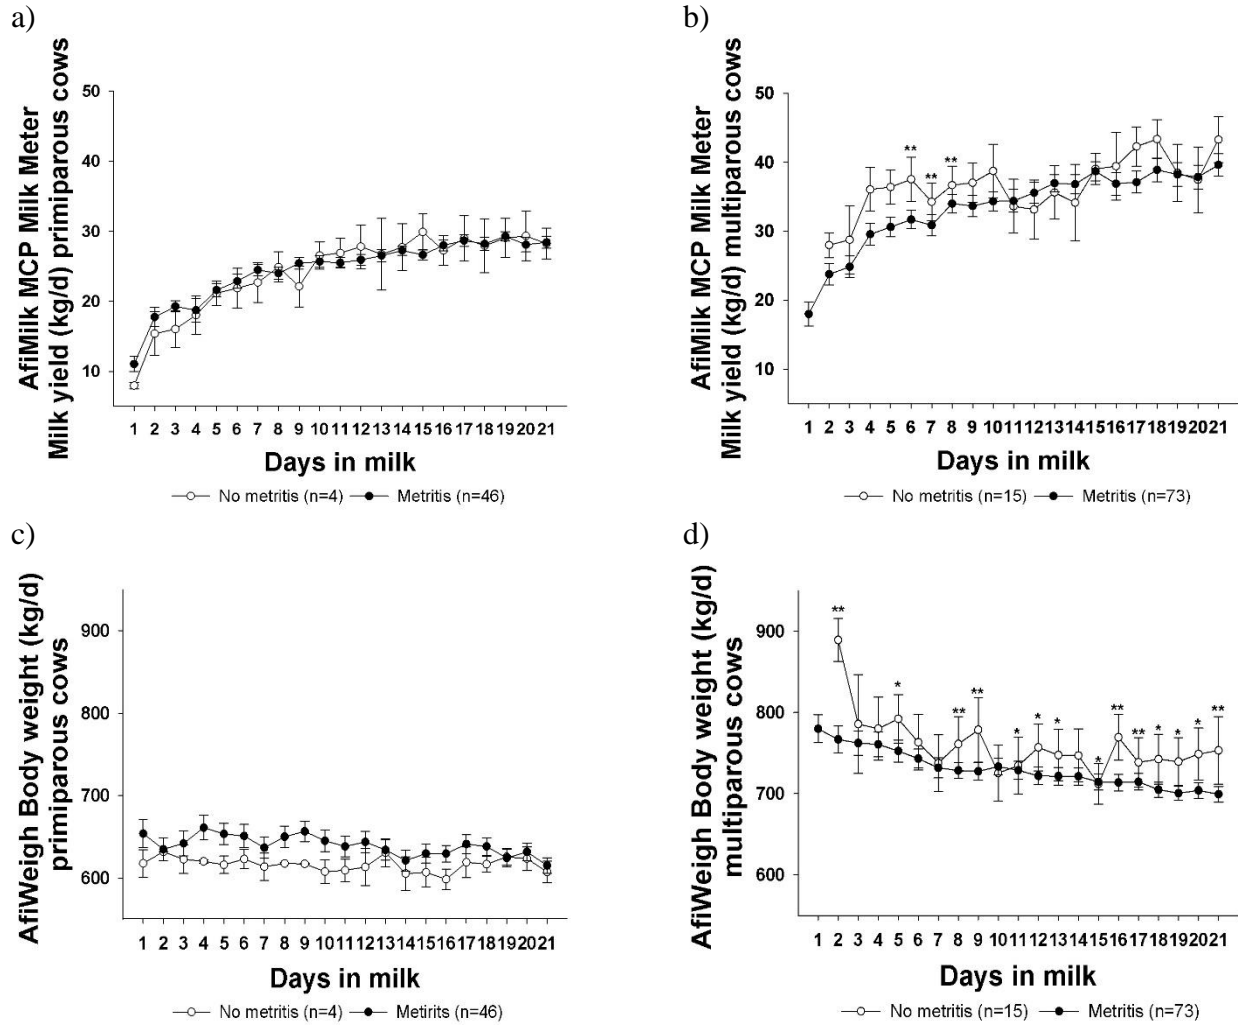 a)
AfiMilk MCP Milk Meter
Milk yield (kg/d) primiparous cows
50
40
30
20
10
1 2 3 4 5 6 7 8 9 10 11 12 13 14 15 16 17 18 19 20 21
Days in milk
No metritis (n=4) Metritis (n=46)
b)
AfiMilk MCP Milk Meter
Milk yield (kg/d) multiparous cows
50
40
30
20
10
** ** **
1 2 3 4 5 6 7 8 9 10 11 12 13 14 15 16 17 18 19 20 21
Days in milk
No metritis (n=15) Metritis (n=73)
c)
AfiWeigh Body weight (kg/d)
primiparous cows
900
800
700
600
1 2 3 4 5 6 7 8 9 10 11 12 13 14 15 16 17 18 19 20 21
Days in milk
No metritis (n=4) Metirits (n=46)
d)
AfiWeigh Body weight (kg/d)
multiparous cows
900
800
700
600
** * ** ** * * * * ** ** * * * **
1 2 3 4 5 6 7 8 9 10 11 12 13 14 15 16 17 18 19 20 21
Days in milk
No metritis (n=15) Metritis (n=73)